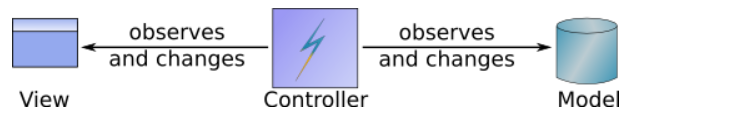 observes
and changes
observes
and changes
View
Controller
Model